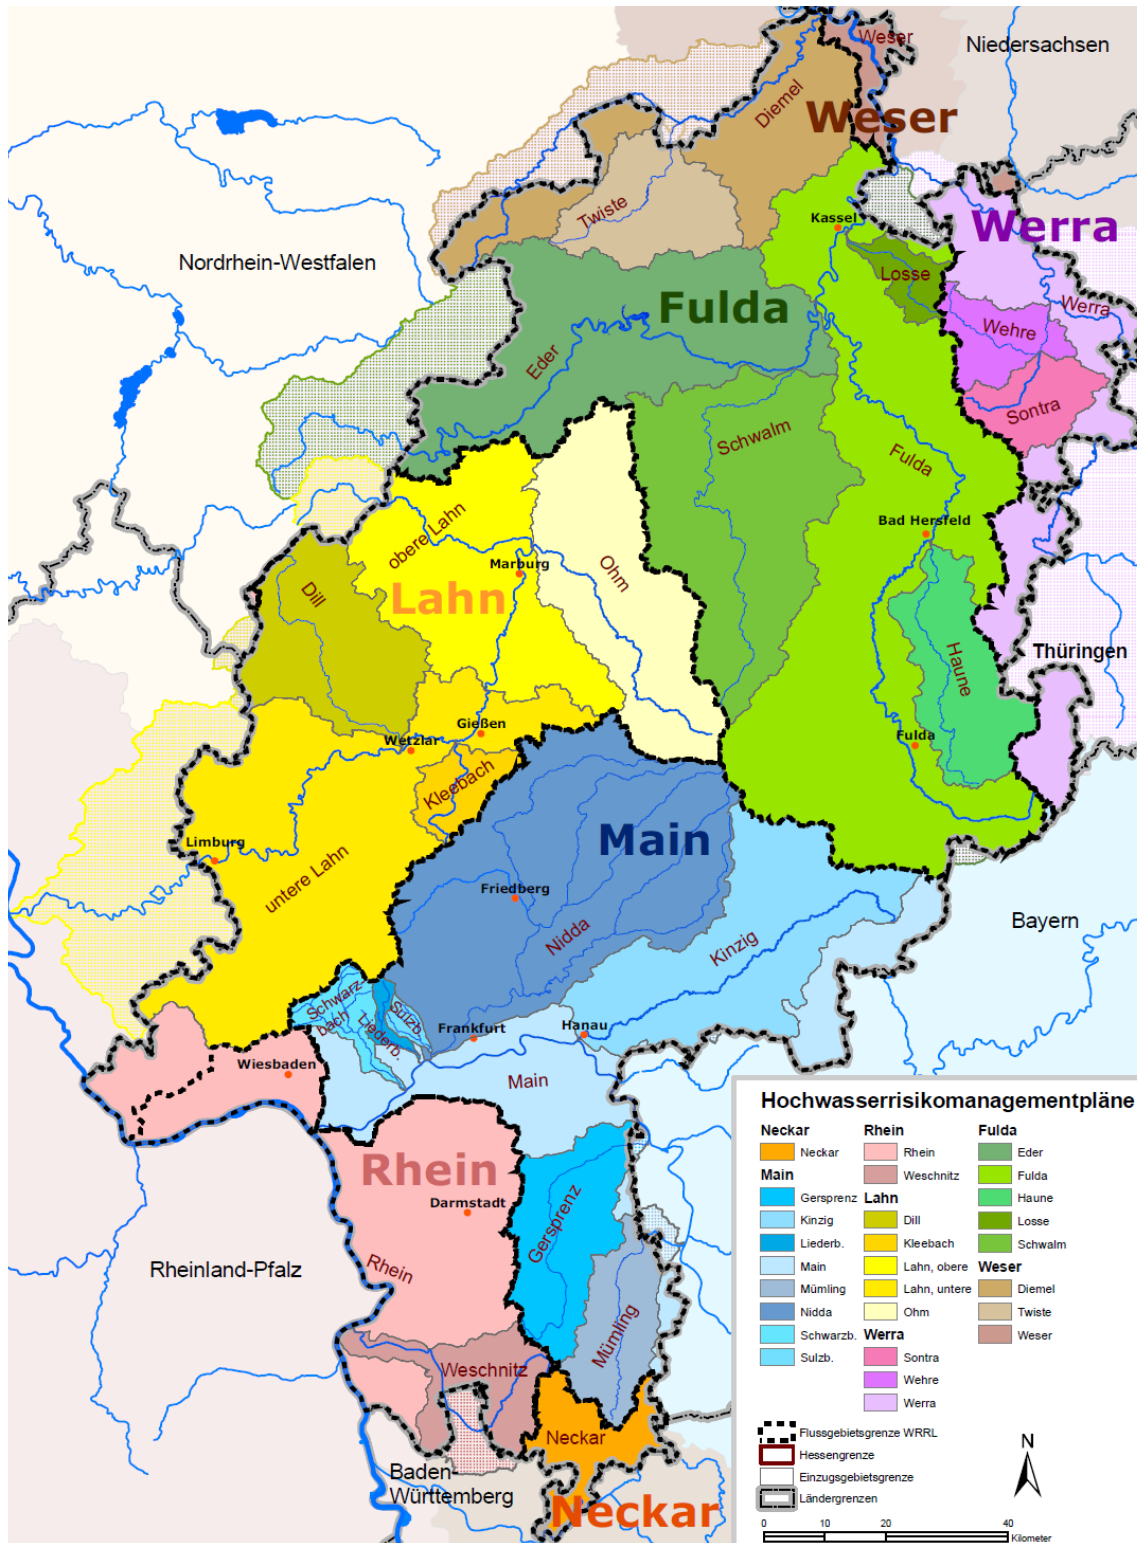 Weser
Niedersachsen
Diemel
Weser
Twiste
Kassel
Werra
Nordrhein-Westfalen
Losse
Fulda
Werra
Wehre
Eder
Sontra
Schwalm
Fulda
obere Lahn
Bad Hersfeld
Marburg
Ohm
Dill
Lahn
Thüringen
Haune
Gießen
Wetzlar
Fulda
Kleebach
Main
Limburg
untere Lahn
Friedberg
Bayern
Nidda
Kinzig
Schwarz-
bach
Sulzb.
Liederb.
Frankfurt
Hanau
Wiesbaden
Main
Rhein
Darmstadt
Gersprenz
Rheinland-Pfalz
Rhein
Mümling
Weschnitz
Neckar
Baden-
Württemberg
Neckar
Hochwasserrisikomanagementpläne
Neckar
Neckar
Main
Gersprenz
Kinzig
Liederb.
Main
Mümling
Nidda
Schwarzb.
Sulzb.
Rhein
Rhein
Weschnitz
Lahn
Dill
Kleebach
Lahn, obere
Lahn, untere
Ohm
Werra
Sontra
Wehre
Werra
Fulda
Eder
Fulda
Haune
Losse
Schwalm
Weser
Diemel
Twiste
Weser
Flussgebietsgrenze WRRL
Hessengrenze
Einzugsgebietsgrenze
Ländergrenzen
N
0 10 20 40
Kilometer